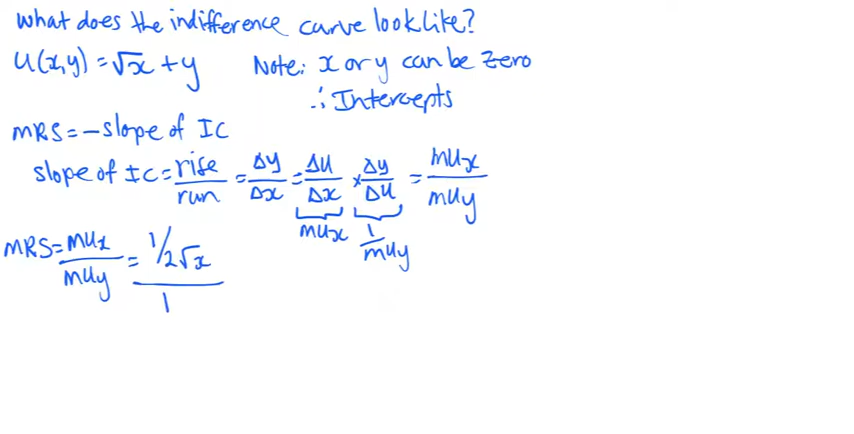 What does the indifference curve look like?
U(x,y) = √x + y Note: x or y can be zero
∴ Intercepts
MRS = - slope of IC
slope of IC = rise/run = Δy/Δx = ΔU/Δx × Δy/ΔU = MUx/MUy
MUx 1/MUy
MRS = MUx/MUy = (1/2√x)/1